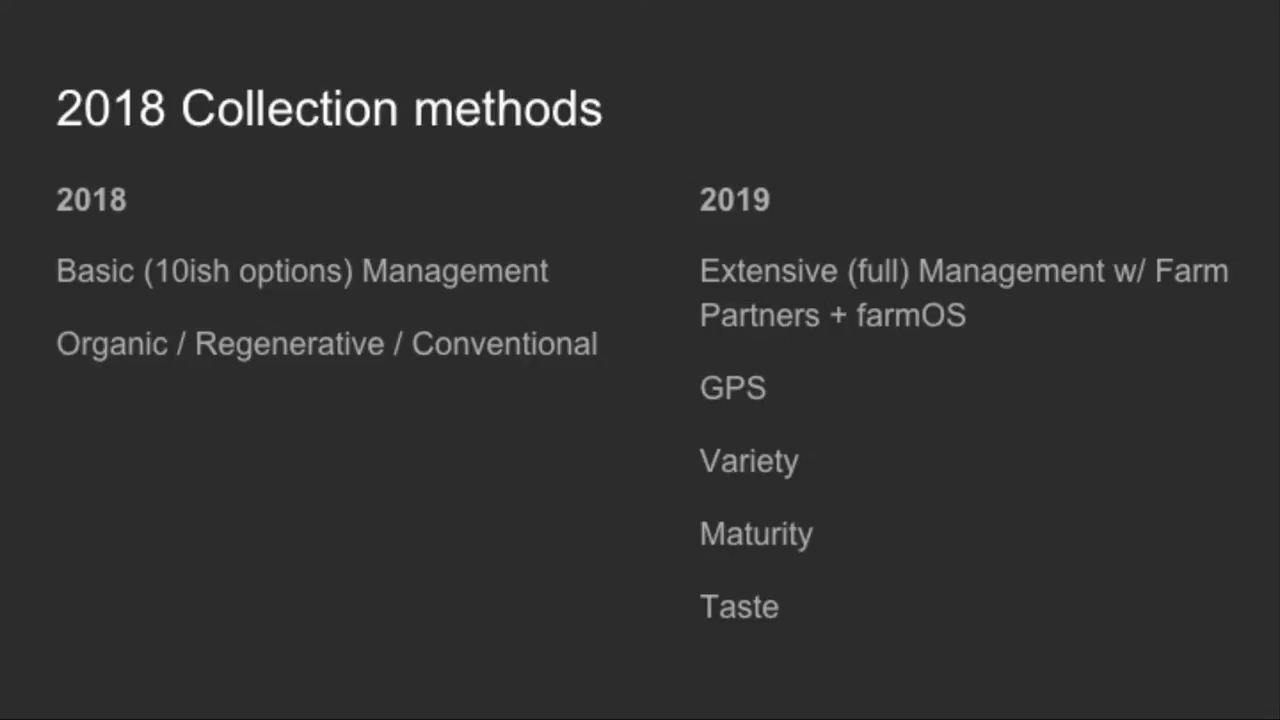 2018 Collection methods
2018
Basic (10ish options) Management
Organic / Regenerative / Conventional
2019
Extensive (full) Management w/ Farm
Partners + farmOS
GPS
Variety
Maturity
Taste